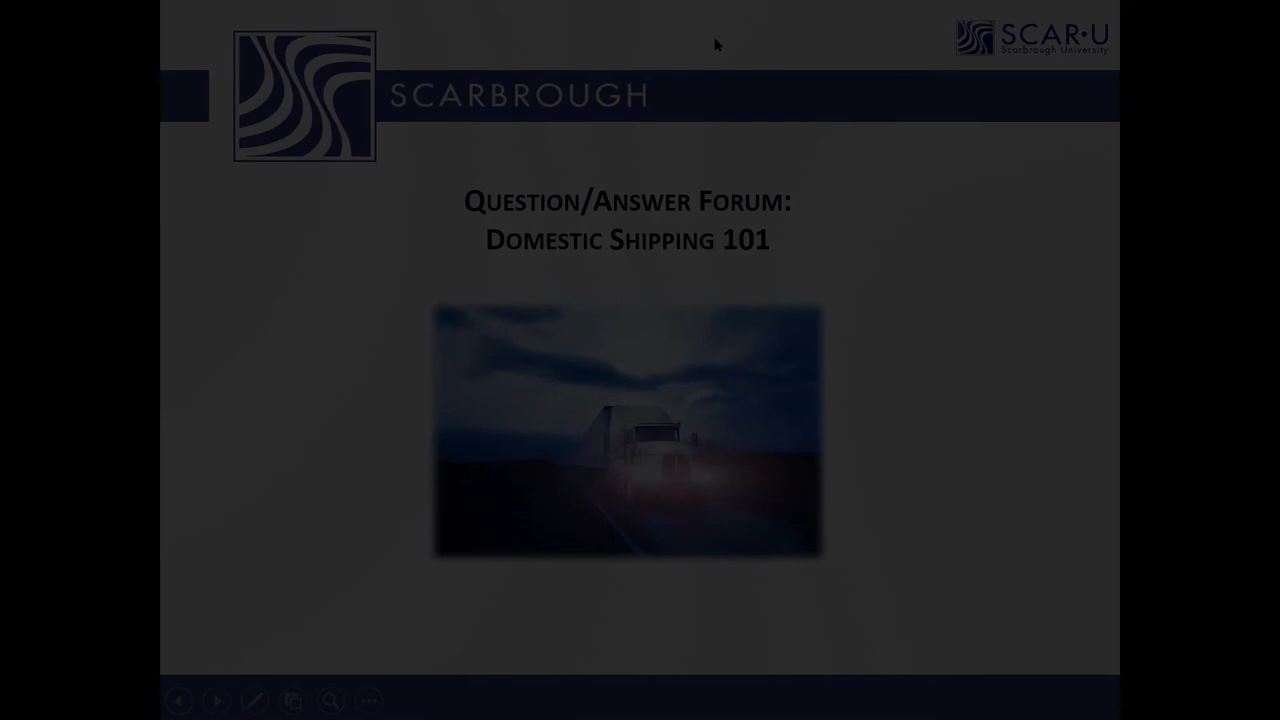 SCAR•U
Scarbrough University
SCARBROUGH
QUESTION/ANSWER FORUM:
DOMESTIC SHIPPING 101